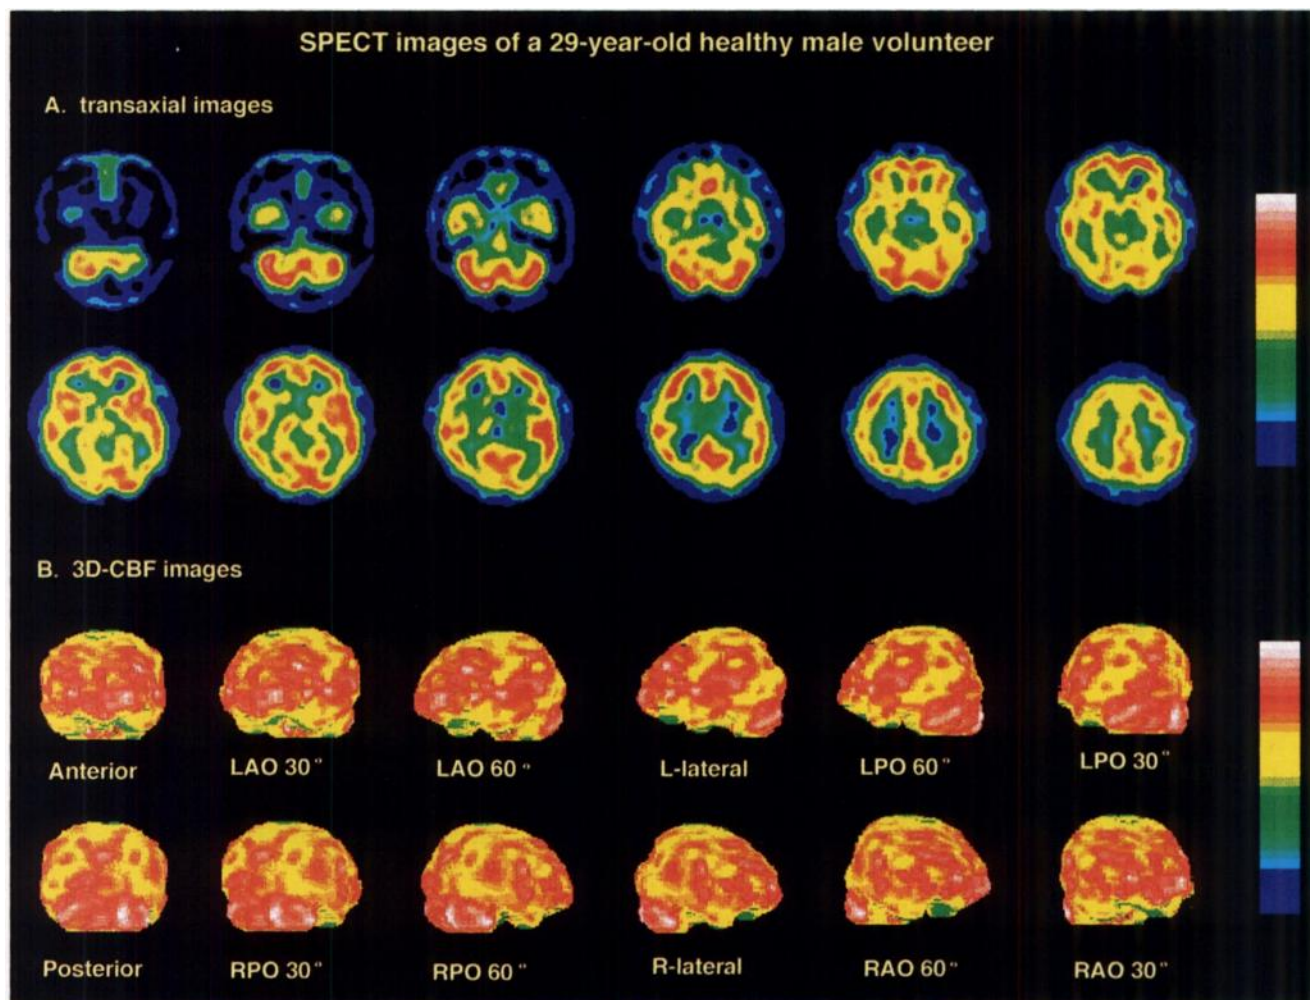 SPECT images of a 29-year-old healthy male volunteer
A. transaxial images
B. 3D-CBF images
Anterior LAO 30° LAO 60° L-lateral LPO 60° LPO 30°
Posterior RPO 30° RPO 60° R-lateral RAO 60° RAO 30°